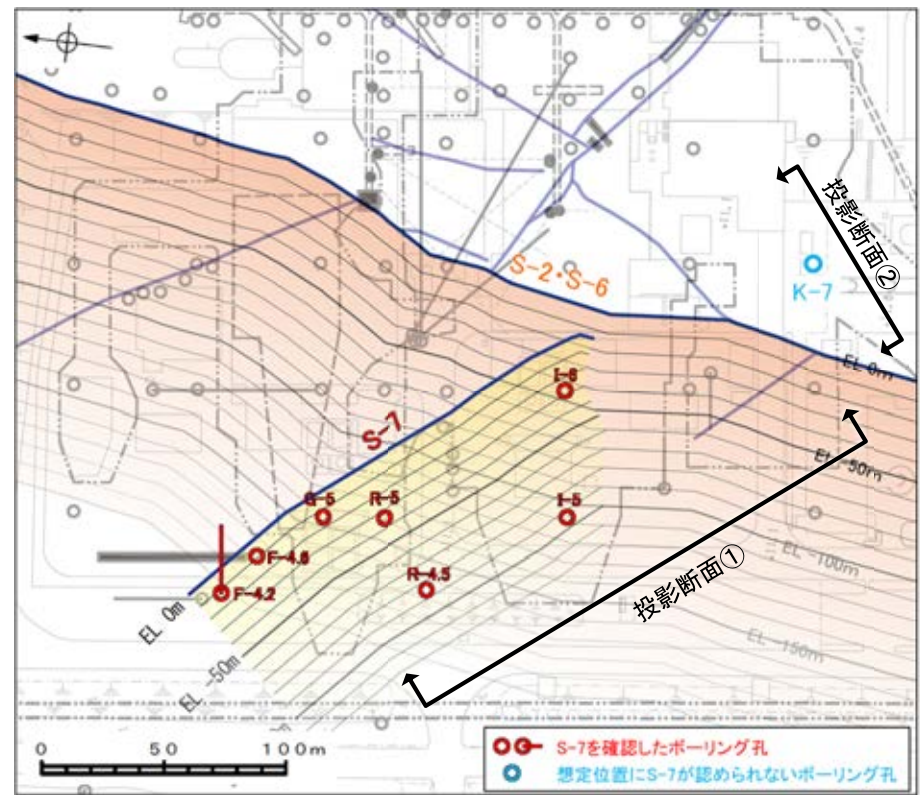 投影断面②
K-7
S-2・S-6
EL 0m
I-6
S-7
EL -50m
G-5
R-5
I-5
F-4.6
R-4.5
F-4.2
EL -100m
投影断面①
EL 0m
EL -150m
EL -50m
0 50 100m
S-7を確認したボーリング孔
想定位置にS-7が認められないボーリング孔